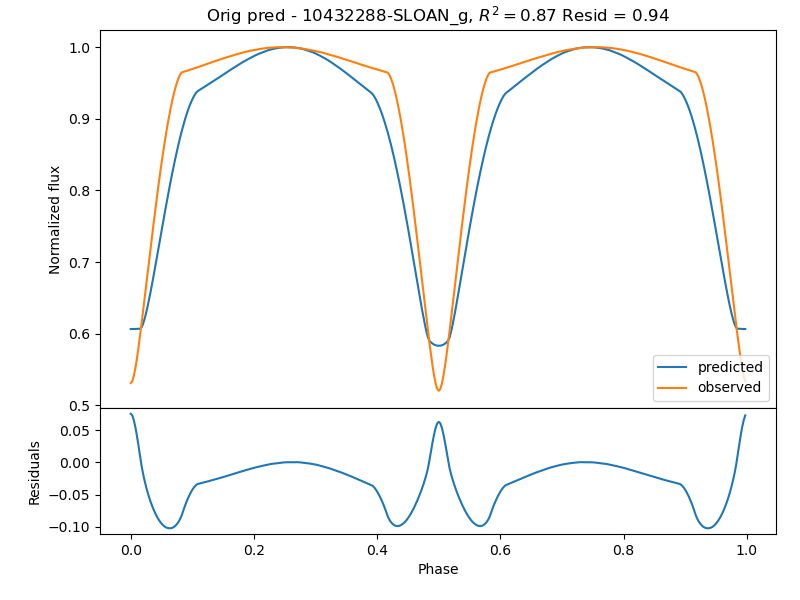 Orig pred - 10432288-SLOAN_g, R² = 0.87 Resid = 0.94
1.0
0.9
0.8
0.7
0.6
0.5
Normalized flux
predicted
observed
0.05
0.00
−0.05
−0.10
Residuals
0.0 0.2 0.4 0.6 0.8 1.0
Phase